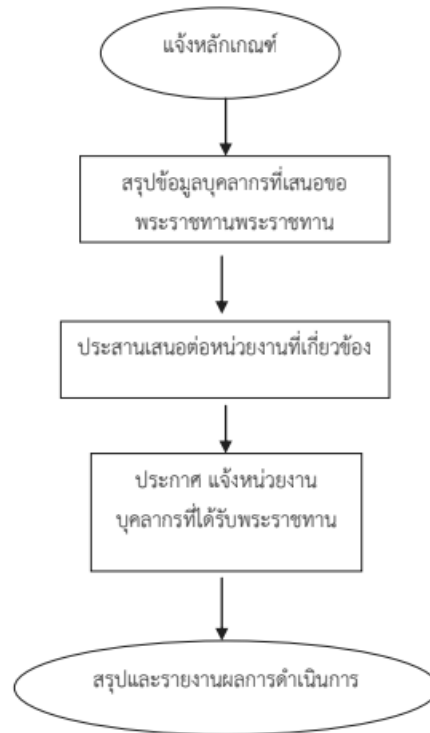 แจ้งหลักเกณฑ์
สรุปข้อมูลบุคลากรที่เสนอขอ
พระราชทานพระราชทาน
ประสานเสนอต่อหน่วยงานที่เกี่ยวข้อง
ประกาศ แจ้งหน่วยงาน
บุคลากรที่ได้รับพระราชทาน
สรุปและรายงานผลการดำเนินการ